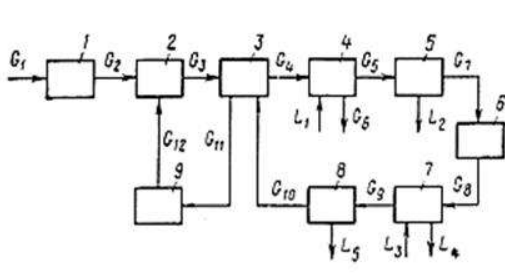 1 2 3 4 5
G₁ G₂ G₃ G₄ G₅ G₇
L₁ G₆ L₂ 6
G₁₂ G₁₁
9 G₁₀ 8 G₉ 7 G₈
L₅ L₃ L₄